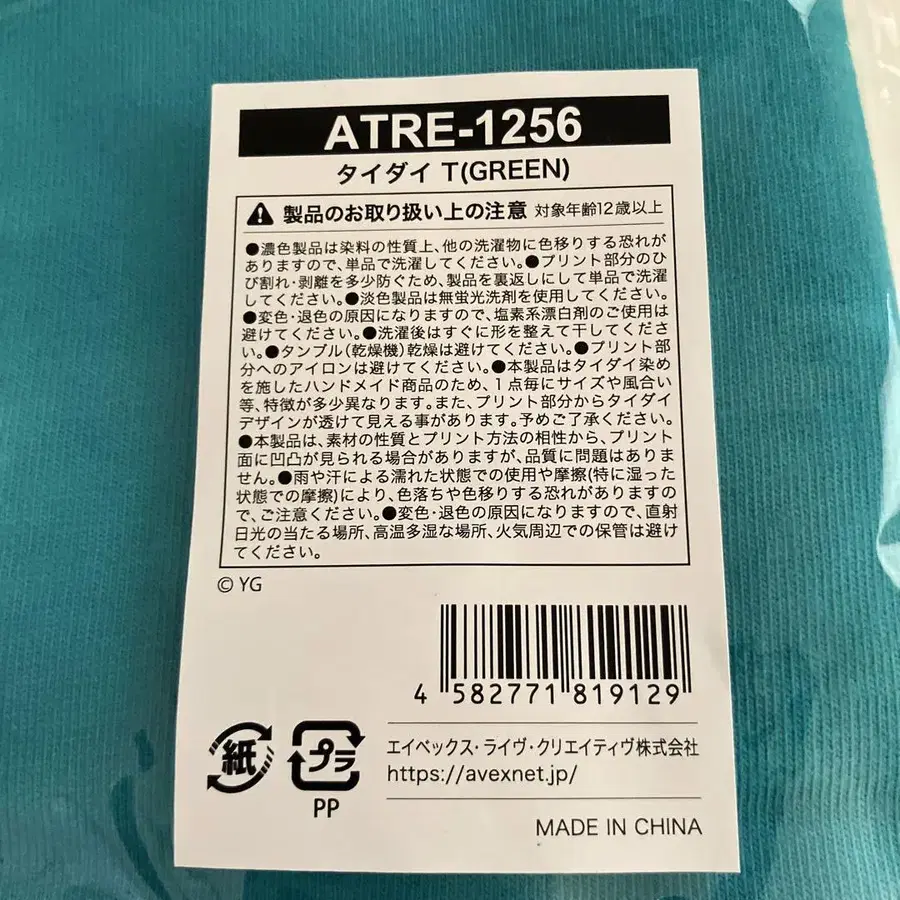 ATRE-1256
タイダイ T(GREEN)
製品のお取り扱い上の注意 対象年齢12歳以上
●濃色製品は染料の性質上、他の洗濯物に色移りする恐れが
ありますので、単品で洗濯してください。●プリント部分のひ
び割れ・剥離を多少防ぐため、製品を裏返しにして単品で洗濯
してください。●淡色製品は無蛍光洗剤を使用してください。
●変色・退色の原因になりますので、塩素系漂白剤のご使用は
避けてください。●洗濯後はすぐに形を整えて干してくださ
い。●タンブル(乾燥機)乾燥は避けてください。●プリント部
分へのアイロンは避けてください。●本製品はタイダイ染め
を施したハンドメイド商品のため、1点毎にサイズや風合い
等、特徴が多少異なります。また、プリント部分からタイダイ
デザインが透けて見える事があります。予めご了承ください。
●本製品は、素材の性質とプリント方法の相性から、プリント
面に凹凸が見られる場合がありますが、品質に問題はありま
せん。●雨や汗による濡れた状態での使用や摩擦(特に湿った
状態での摩擦)により、色落ちや色移りする恐れがありますの
で、ご注意ください。●変色・退色の原因になりますので、直射
日光の当たる場所、高温多湿な場所、火気周辺での保管は避け
てください。
© YG
4 582771 819129
紙
プラ
PP
エイベックス・ライヴ・クリエイティヴ株式会社
https://avexnet.jp/
MADE IN CHINA